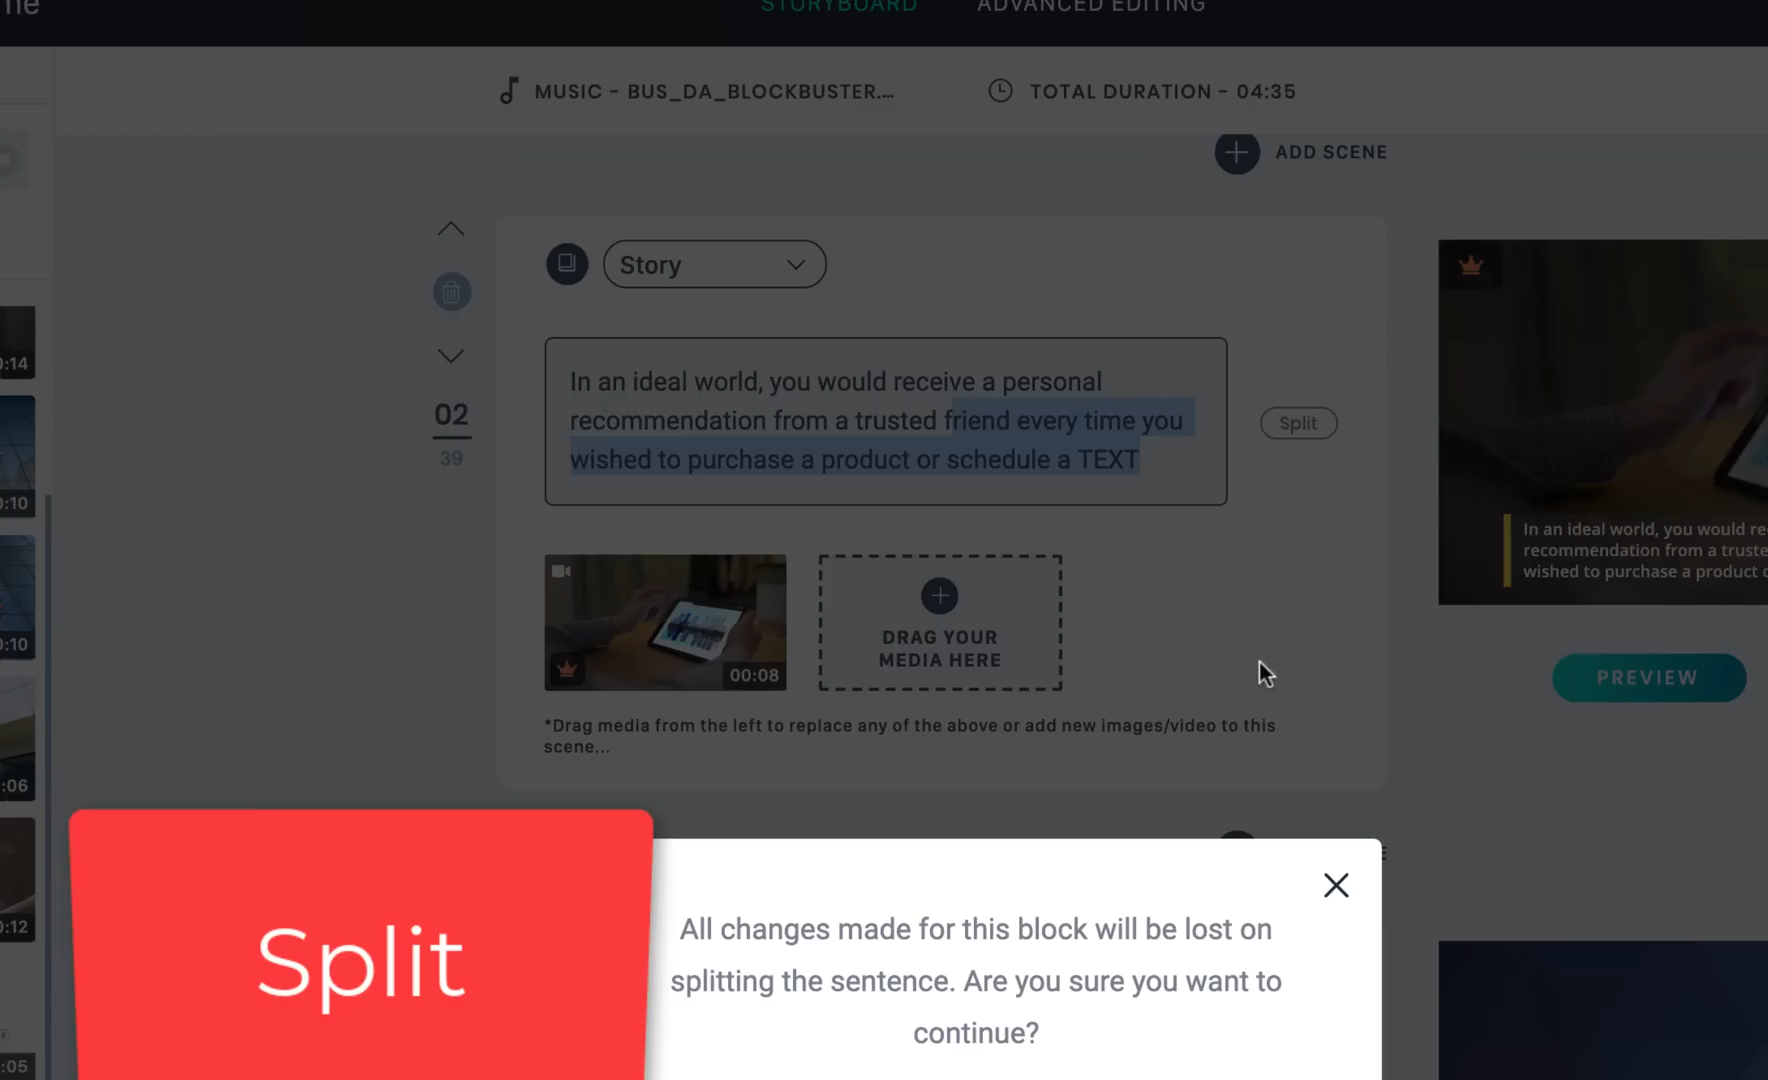 me
STORYBOARD
ADVANCED EDITING
MUSIC - BUS_DA_BLOCKBUSTER....
TOTAL DURATION - 04:35
ADD SCENE
Story
In an ideal world, you would receive a personal
recommendation from a trusted friend every time you
wished to purchase a product or schedule a TEXT
Split
02
39
00:08
DRAG YOUR
MEDIA HERE
*Drag media from the left to replace any of the above or add new images/video to this
scene...
In an ideal world, you would re
recommendation from a truste
wished to purchase a product o
PREVIEW
0:14
0:10
0:10
:06
0:12
:05
Split
All changes made for this block will be lost on
splitting the sentence. Are you sure you want to
continue?